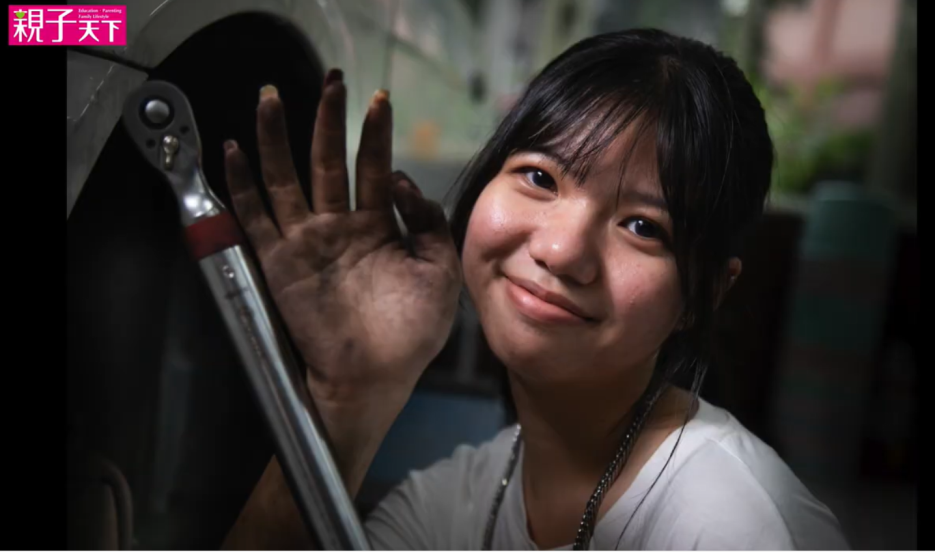 親子天下
Education · Parenting
Family Lifestyle